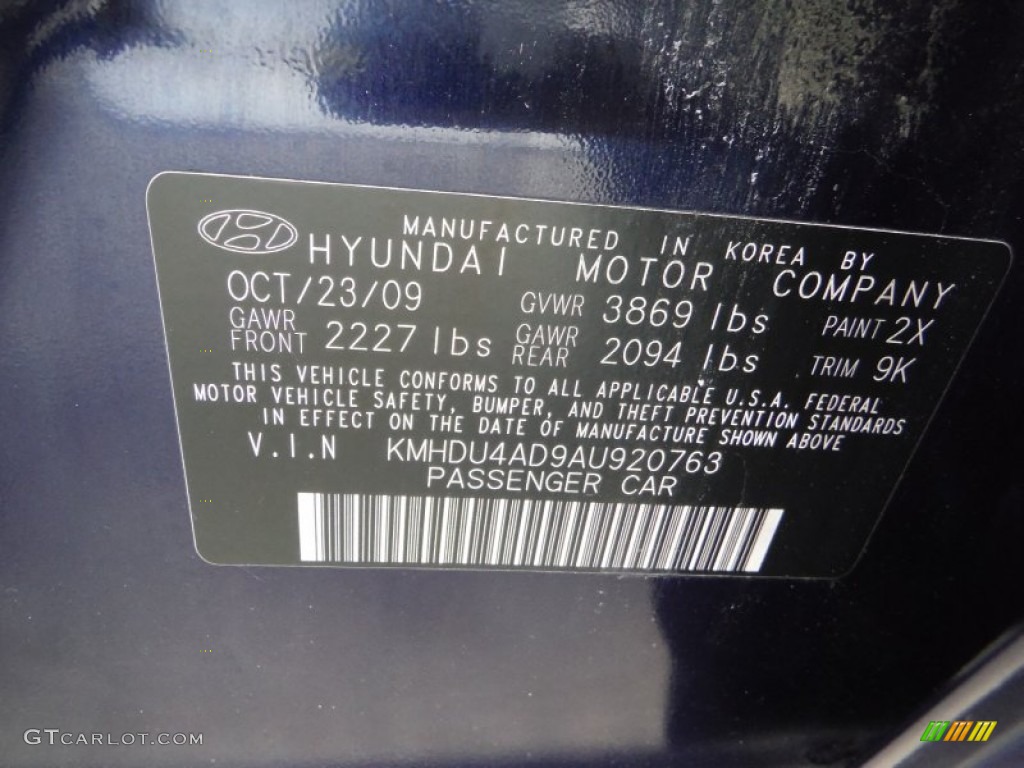 MANUFACTURED IN KOREA BY
HYUNDAI MOTOR COMPANY
OCT/23/09 GVWR 3869 lbs PAINT 2X
GAWR FRONT 2227 lbs GAWR REAR 2094 lbs TRIM 9K
THIS VEHICLE CONFORMS TO ALL APPLICABLE U.S.A. FEDERAL
MOTOR VEHICLE SAFETY, BUMPER, AND THEFT PREVENTION STANDARDS
IN EFFECT ON THE DATE OF MANUFACTURE SHOWN ABOVE
V.I.N KMHDU4AD9AU920763
PASSENGER CAR
GTCARLOT.COM